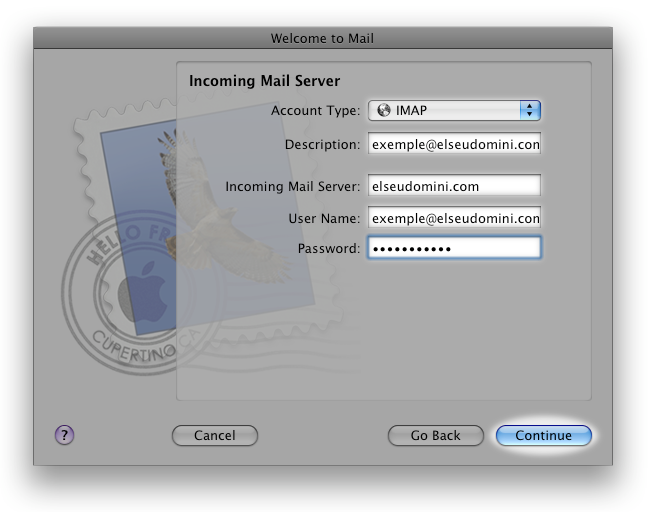 Welcome to Mail
Incoming Mail Server
Account Type: IMAP
Description: exemple@elseudomini.con
Incoming Mail Server: elseudomini.com
User Name: exemple@elseudomini.con
Password: •••••••••••
HELLO FR
CUPERTINO CA
? Cancel Go Back Continue